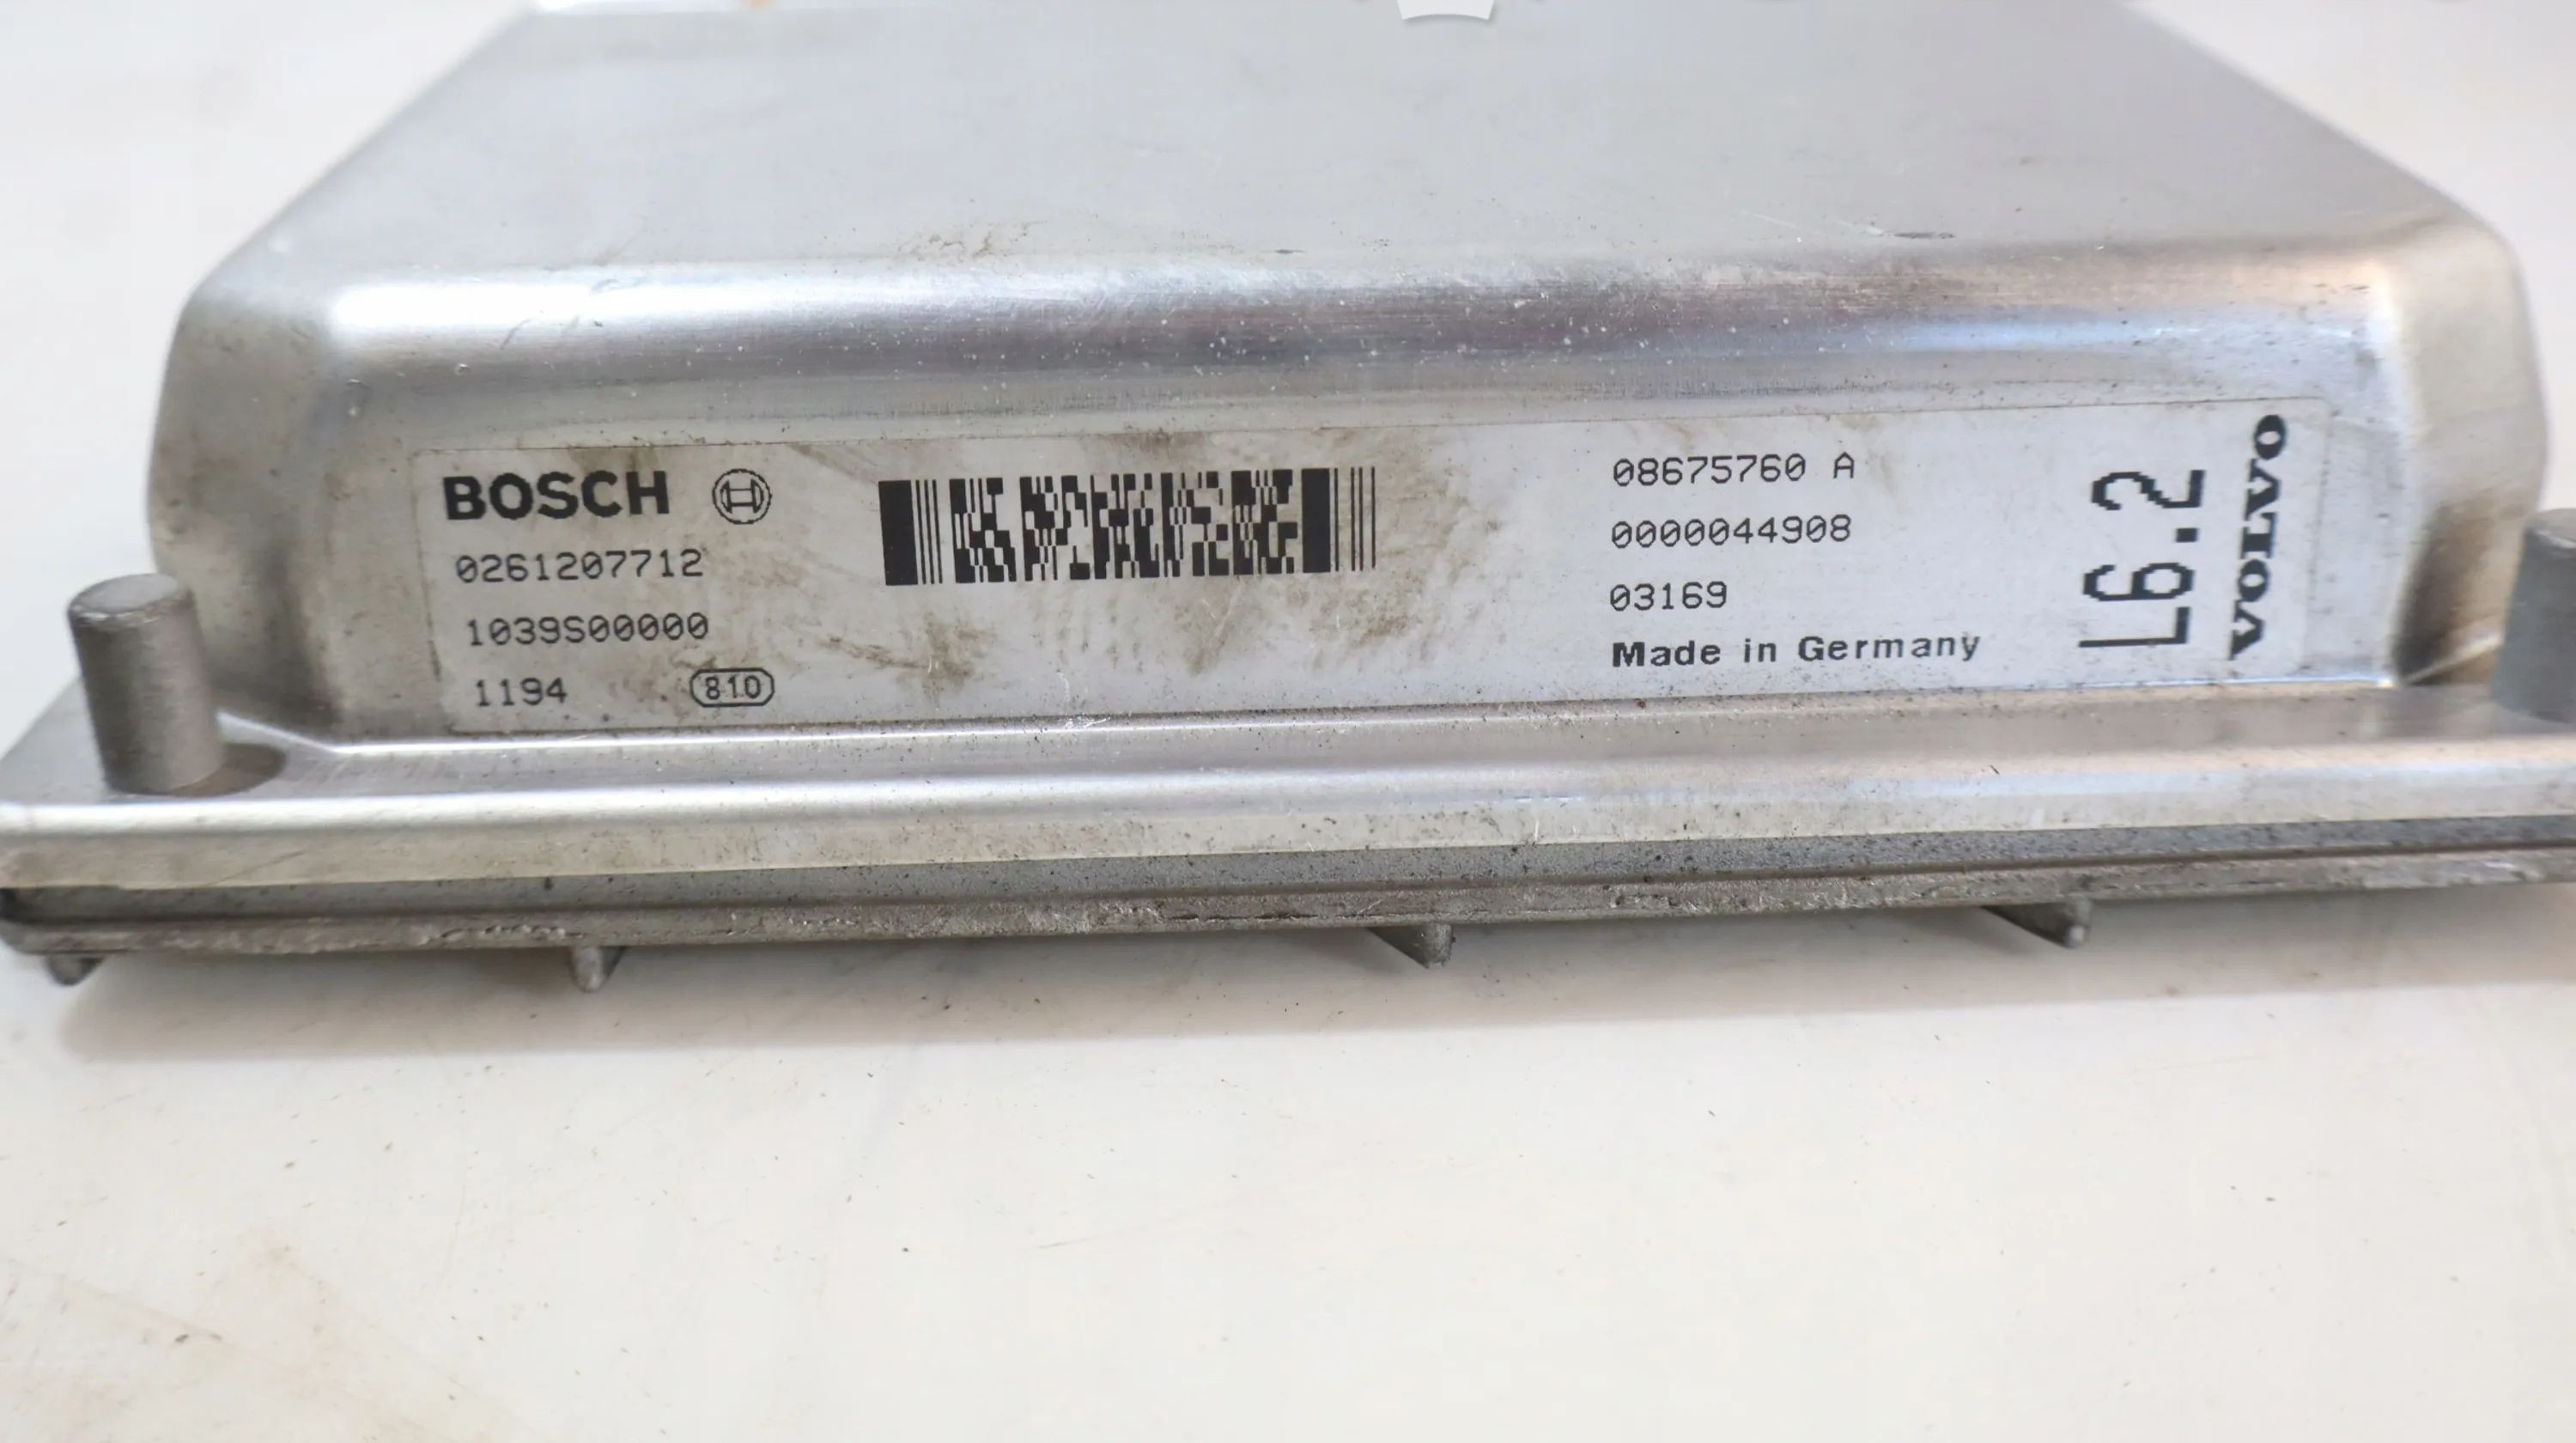 BOSCH
0261207712
1039S00000
1194 810
08675760 A
0000044908
03169
Made in Germany
L6.2
VOLVO